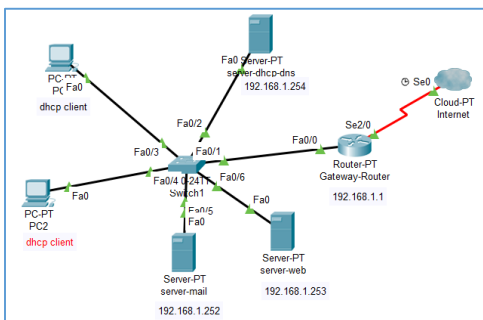 Server-PT
server-dhcp-dns
192.168.1.254
Fa0
PC-PT
Fa0
dhcp client
Se0
Cloud-PT
Internet
Se2/0
Fa0/2
Fa0/1
Fa0/0
Router-PT
Gateway-Router
192.168.1.1
Fa0/3
Fa0/4
Fa0/6
Switch1
Fa0
PC-PT
PC2
dhcp client
Fa0/5
Fa0
Fa0
Server-PT
server-web
192.168.1.253
Server-PT
server-mail
192.168.1.252